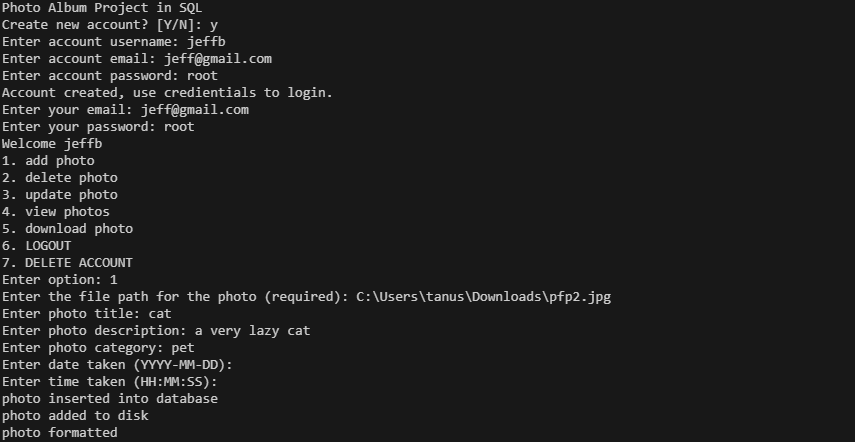 Photo Album Project in SQL
Create new account? [Y/N]: y
Enter account username: jeffb
Enter account email: jeff@gmail.com
Enter account password: root
Account created, use credientials to login.
Enter your email: jeff@gmail.com
Enter your password: root
Welcome jeffb
1. add photo
2. delete photo
3. update photo
4. view photos
5. download photo
6. LOGOUT
7. DELETE ACCOUNT
Enter option: 1
Enter the file path for the photo (required): C:\Users\tanus\Downloads\pfp2.jpg
Enter photo title: cat
Enter photo description: a very lazy cat
Enter photo category: pet
Enter date taken (YYYY-MM-DD):
Enter time taken (HH:MM:SS):
photo inserted into database
photo added to disk
photo formatted